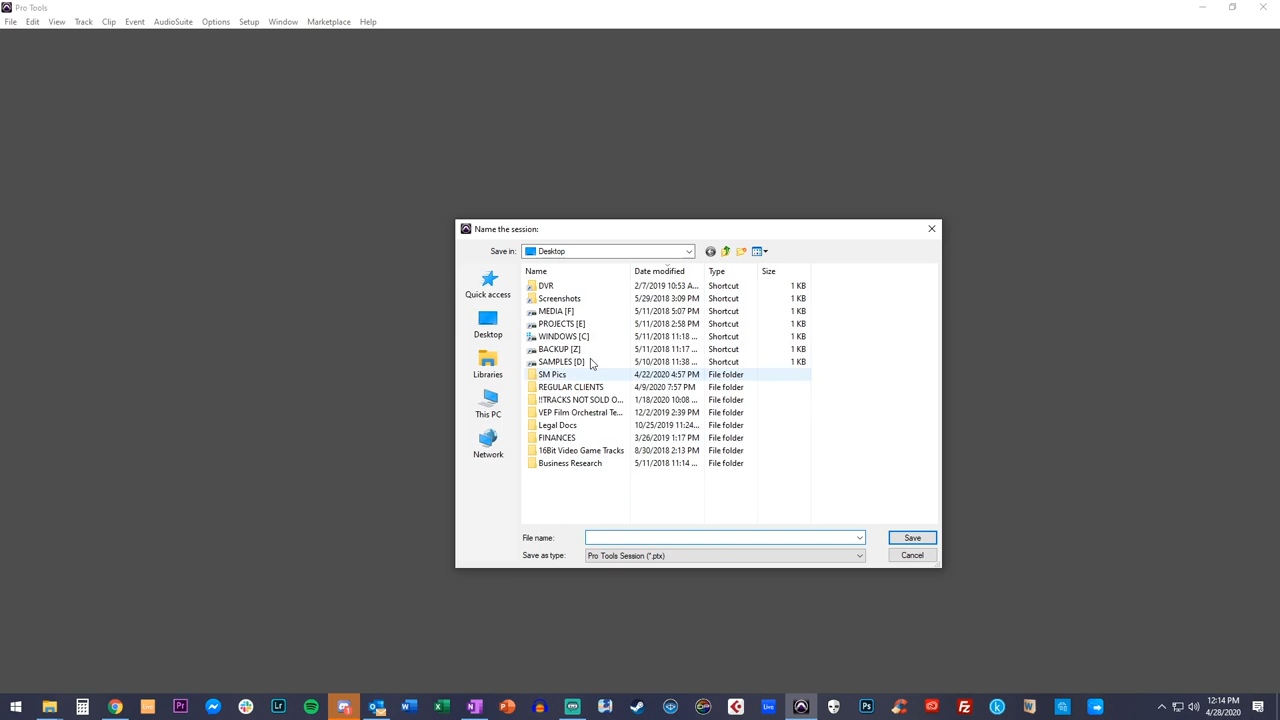 Pro Tools
File Edit View Track Clip Event AudioSuite Options Setup Window Marketplace Help
Name the session:
Save in: Desktop
Name Date modified Type Size
Quick access
Desktop
Libraries
This PC
Network
DVR 2/7/2019 10:53 A... Shortcut 1 KB
Screenshots 5/29/2018 3:09 PM Shortcut 1 KB
MEDIA [F] 5/11/2018 5:07 PM Shortcut 1 KB
PROJECTS [E] 5/11/2018 2:58 PM Shortcut 1 KB
WINDOWS [C] 5/11/2018 11:18 ... Shortcut 1 KB
BACKUP [Z] 5/11/2018 11:17 ... Shortcut 1 KB
SAMPLES [D] 5/10/2018 11:38 ... Shortcut 1 KB
SM Pics 4/22/2020 4:57 PM File folder
REGULAR CLIENTS 4/9/2020 7:57 PM File folder
!!TRACKS NOT SOLD O... 1/18/2020 10:08 ... File folder
VEP Film Orchestral Te... 12/2/2019 2:39 PM File folder
Legal Docs 10/25/2019 11:24... File folder
FINANCES 3/26/2019 1:17 PM File folder
16Bit Video Game Tracks 8/30/2018 2:13 PM File folder
Business Research 5/11/2018 11:14 ... File folder
File name: Save
Save as type: Pro Tools Session (*.ptx) Cancel
12:14 PM
4/28/2020